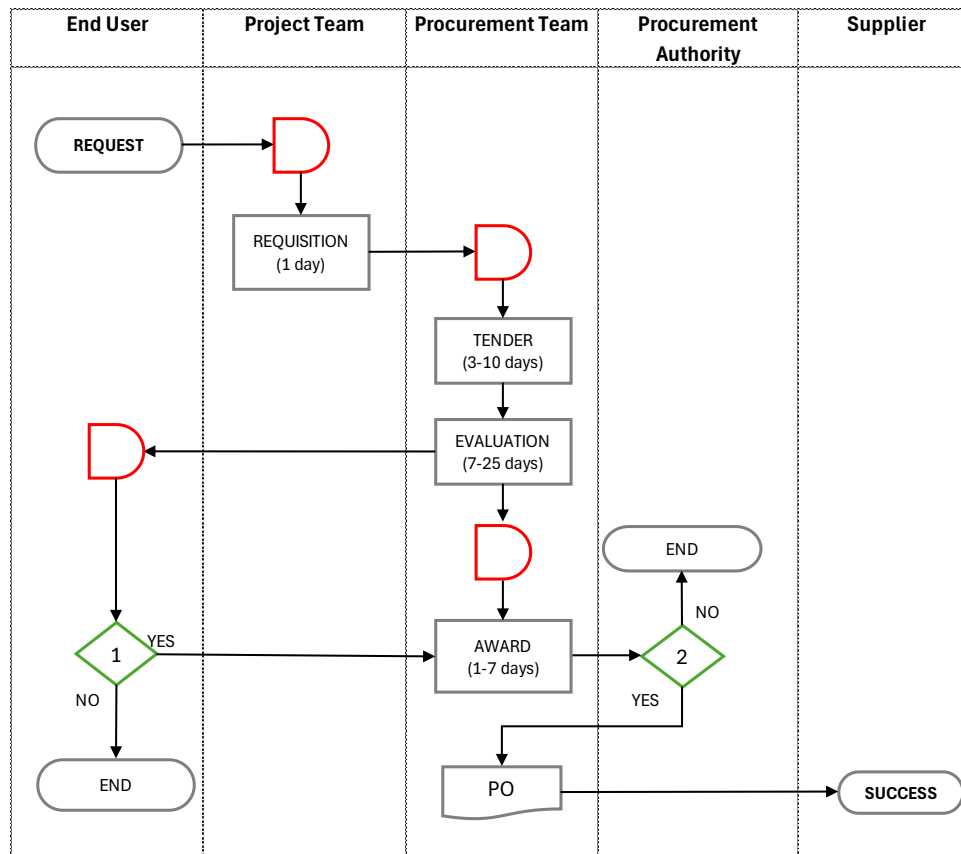 End User
Project Team
Procurement Team
Procurement
Authority
Supplier
REQUEST
REQUISITION
(1 day)
TENDER
(3-10 days)
EVALUATION
(7-25 days)
END
NO
YES
1
AWARD
(1-7 days)
2
NO
YES
END
PO
SUCCESS